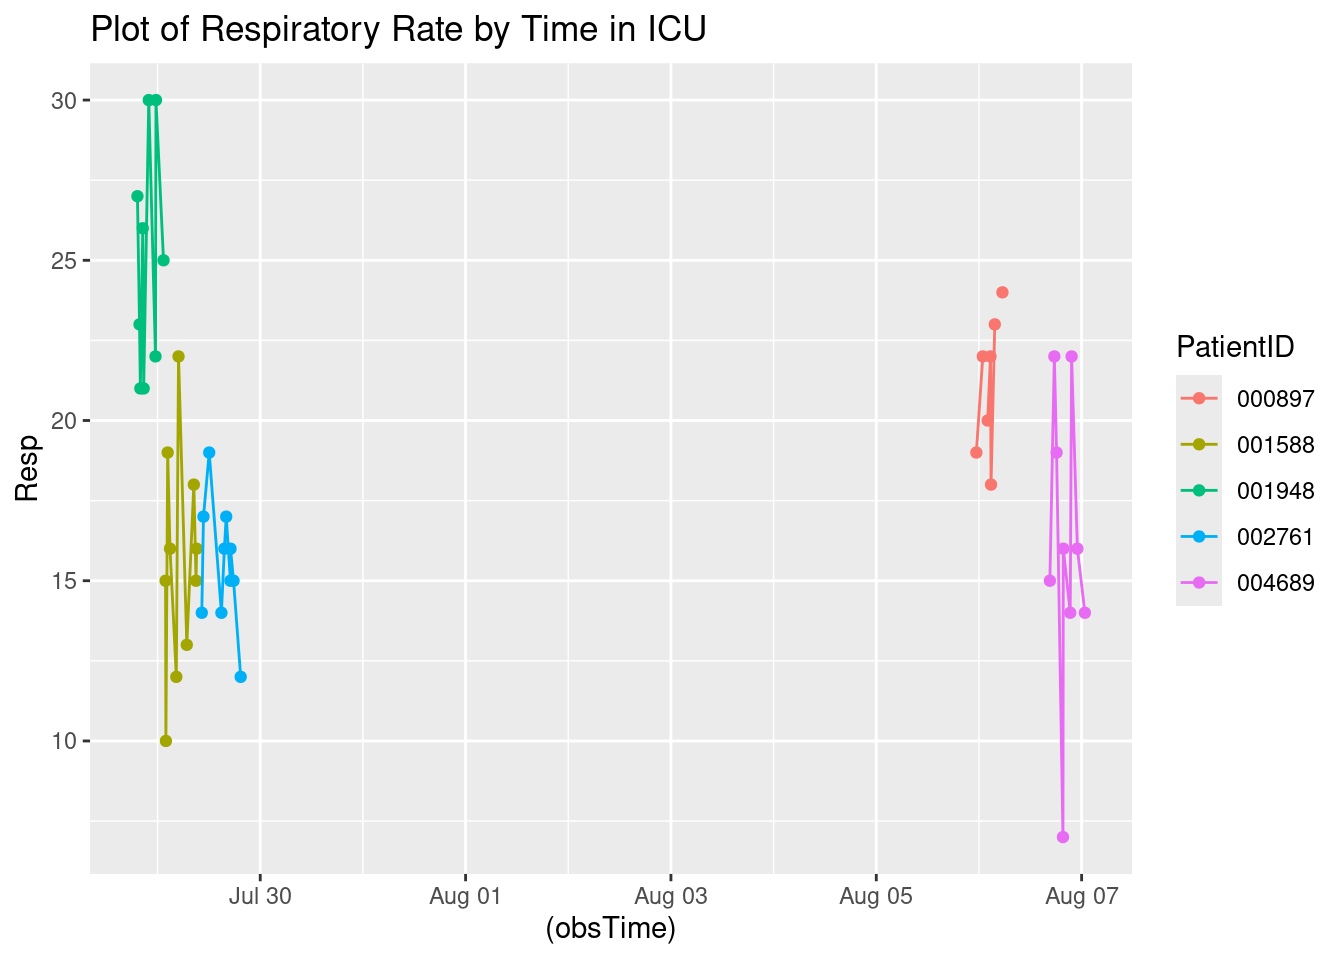 Plot of Respiratory Rate by Time in ICU
30
25
20
15
10
Resp
Jul 30
Aug 01
Aug 03
Aug 05
Aug 07
(obsTime)
PatientID
000897
001588
001948
002761
004689